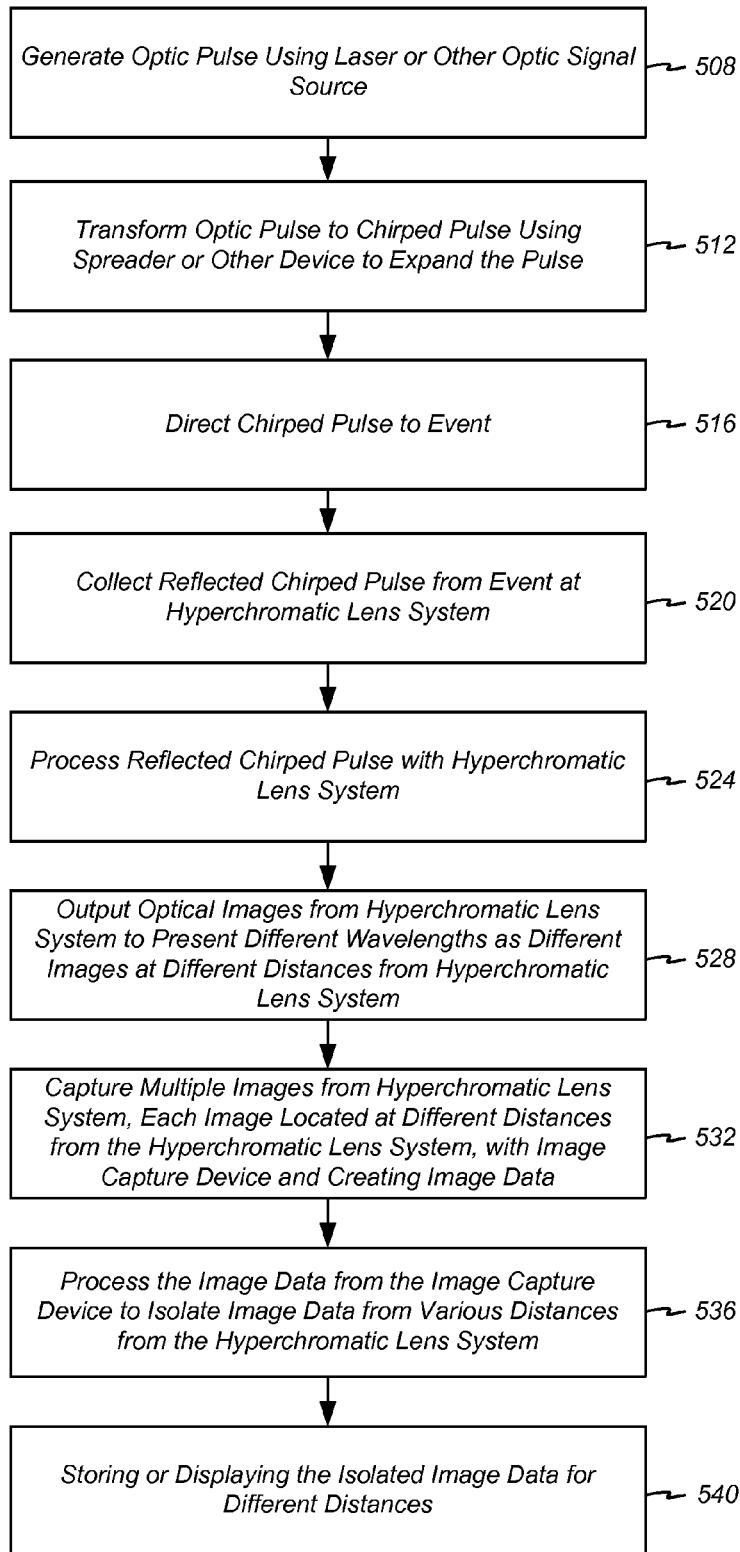 Generate Optic Pulse Using Laser or Other Optic Signal
Source
508
Transform Optic Pulse to Chirped Pulse Using
Spreader or Other Device to Expand the Pulse
512
Direct Chirped Pulse to Event
516
Collect Reflected Chirped Pulse from Event at
Hyperchromatic Lens System
520
Process Reflected Chirped Pulse with Hyperchromatic
Lens System
524
Output Optical Images from Hyperchromatic Lens
System to Present Different Wavelengths as Different
Images at Different Distances from Hyperchromatic
Lens System
528
Capture Multiple Images from Hyperchromatic Lens
System, Each Image Located at Different Distances
from the Hyperchromatic Lens System, with Image
Capture Device and Creating Image Data
532
Process the Image Data from the Image Capture
Device to Isolate Image Data from Various Distances
from the Hyperchromatic Lens System
536
Storing or Displaying the Isolated Image Data for
Different Distances
540